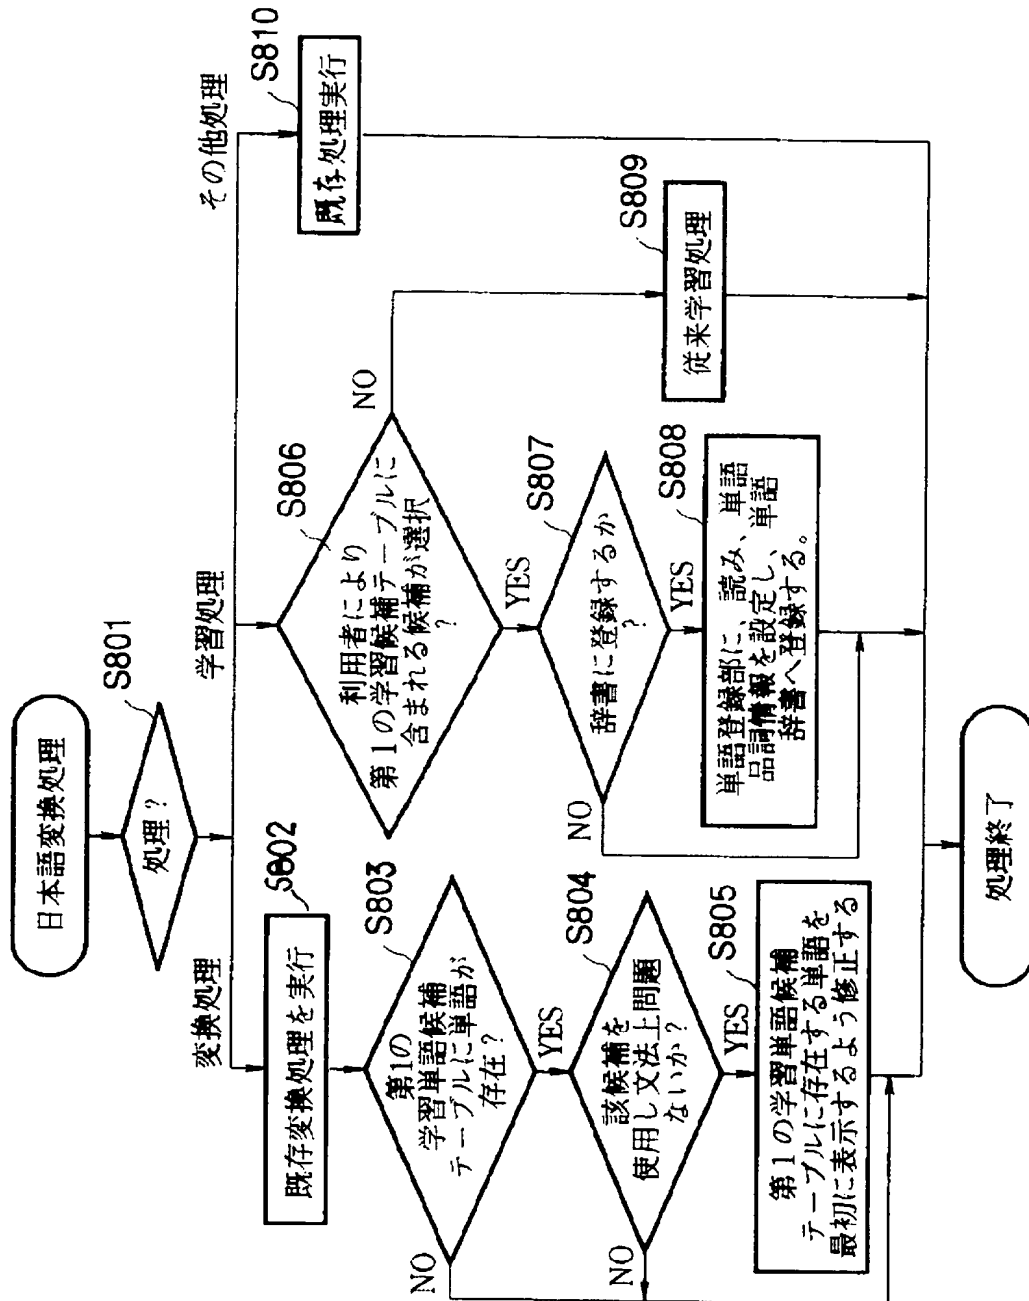 日本語変換処理
処理?
S801
変換処理
学習処理
その他処理
既存変換処理を実行
S802
第1の
学習単語候補
テーブルに単語が
存在?
S803
NO
YES
該候補を
使用し文法上問題
ないか?
S804
NO
YES
第1の学習単語候補
テーブルに存在する単語を
最初に表示するよう修正する
S805
利用者により
第1の学習候補テーブルに
含まれる候補が選択
?
S806
NO
YES
辞書に登録するか
?
S807
NO
YES
単語登録部に、読み、単語
品詞情報を設定し、単語
辞書へ登録する。
S808
従来学習処理
S809
既存処理実行
S810
処理終了